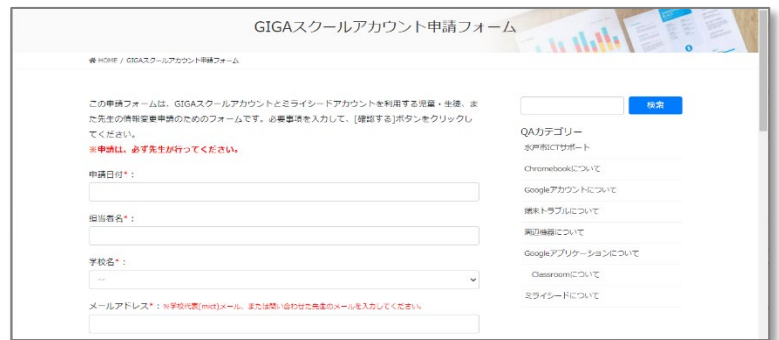 GIGAスクールアカウント申請フォーム
HOME / GIGAスクールアカウント申請フォーム
この申請フォームは、GIGAスクールアカウントとミライシードアカウントを利用する児童・生徒、ま
た先生の情報変更申請のためのフォームです。必要事項を入力して、[確認する]ボタンをクリックし
てください。
※申請は、必ず先生が行ってください。
申請日付*：
担当者名*：
学校名*：
--
メールアドレス*：※学校代表(mict)メール、または問い合わせた先生のメールを入力してください。
検索
QAカテゴリー
水戸市ICTサポート
Chromebookについて
Googleアカウントについて
端末トラブルについて
周辺機器について
Googleアプリケーションについて
Classroomについて
ミライシードについて